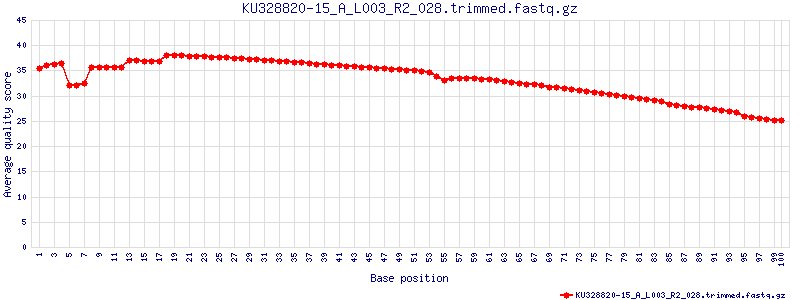 KU328820-15_A_L003_R2_028.trimmed.fastq.gz
45
40
35
30
25
20
15
10
5
0
Average quality score
1 3 5 7 9 11 13 15 17 19 21 23 25 27 29 31 33 35 37 39 41 43 45 47 49 51 53 55 57 59 61 63 65 67 69 71 73 75 77 79 81 83 85 87 89 91 93 95 97 99 100
Base position
KU328820-15_A_L003_R2_028.trimmed.fastq.gz